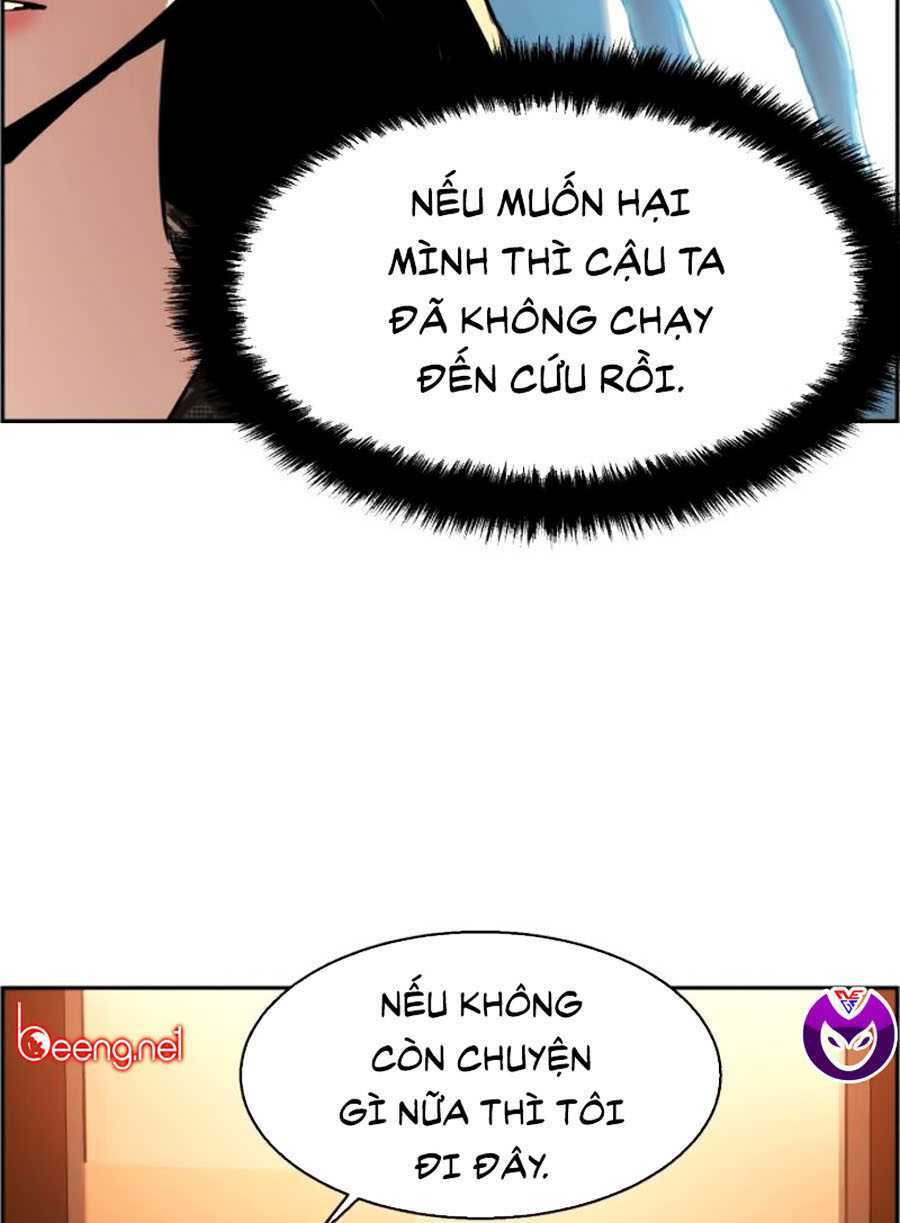 NẾU MUỐN HẠI
MÌNH THÌ CẬU TA
ĐÃ KHÔNG CHẠY
ĐẾN CỨU RỒI.
NẾU KHÔNG
CÒN CHUYỆN
GÌ NỮA THÌ TÔI
ĐI ĐÂY.
beeng.net